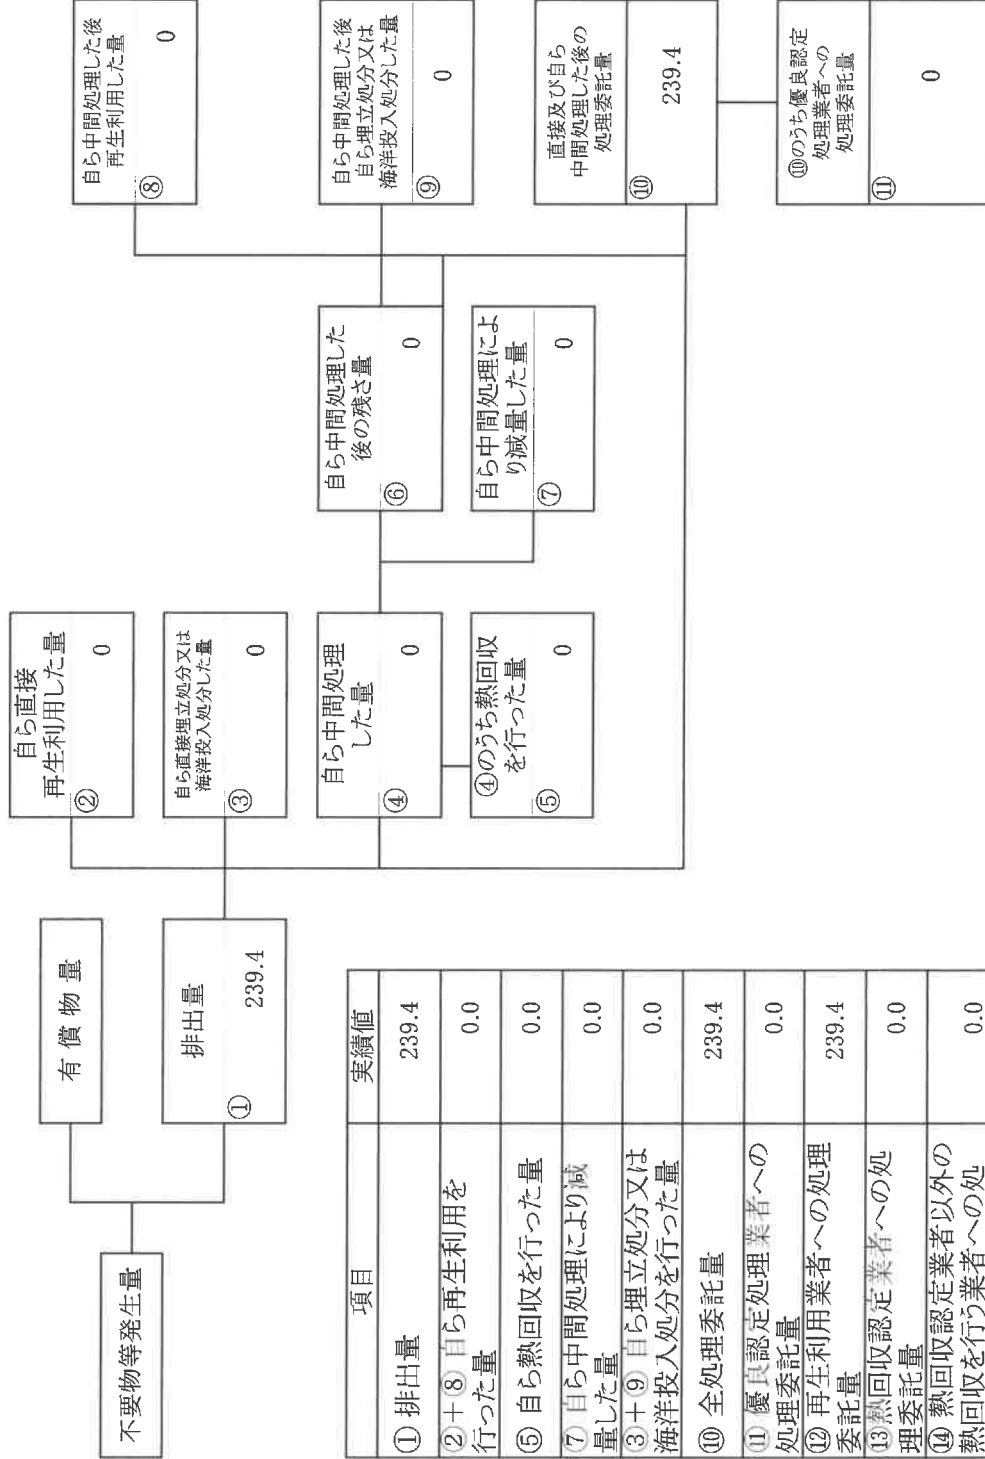 不要物等発生量
有償物量
排出量
①
239.4
自ら直接
再生利用した量
②
0
自ら直接埋立処分又は
海洋投入処分した量
③
0
自ら中間処理
した量
④
0
④のうち熱回収
を行った量
⑤
0
自ら中間処理した
後の残さ量
⑥
0
自ら中間処理によ
り減量した量
⑦
0
自ら中間処理した後
再生利用した量
⑧
0
自ら中間処理した後
自ら埋立処分又は
海洋投入処分した量
⑨
0
直接及び自ら
中間処理した後の
処理委託量
⑩
239.4
⑩のうち優良認定
処理業者への
処理委託量
⑪
0
項目 実績値
①排出量 239.4
②+⑧自ら再生利用を
行った量 0.0
⑤自ら熱回収を行った量 0.0
⑦自ら中間処理により減
量した量 0.0
③+⑨自ら埋立処分又は
海洋投入処分を行った量 0.0
⑩全処理委託量 239.4
⑪優良認定処理業者への
処理委託量 0.0
⑫再生利用業者への処理
委託量 239.4
⑬熱回収認定業者への処
理委託量 0.0
⑭熱回収認定業者以外の
熱回収を行う業者への処 0.0